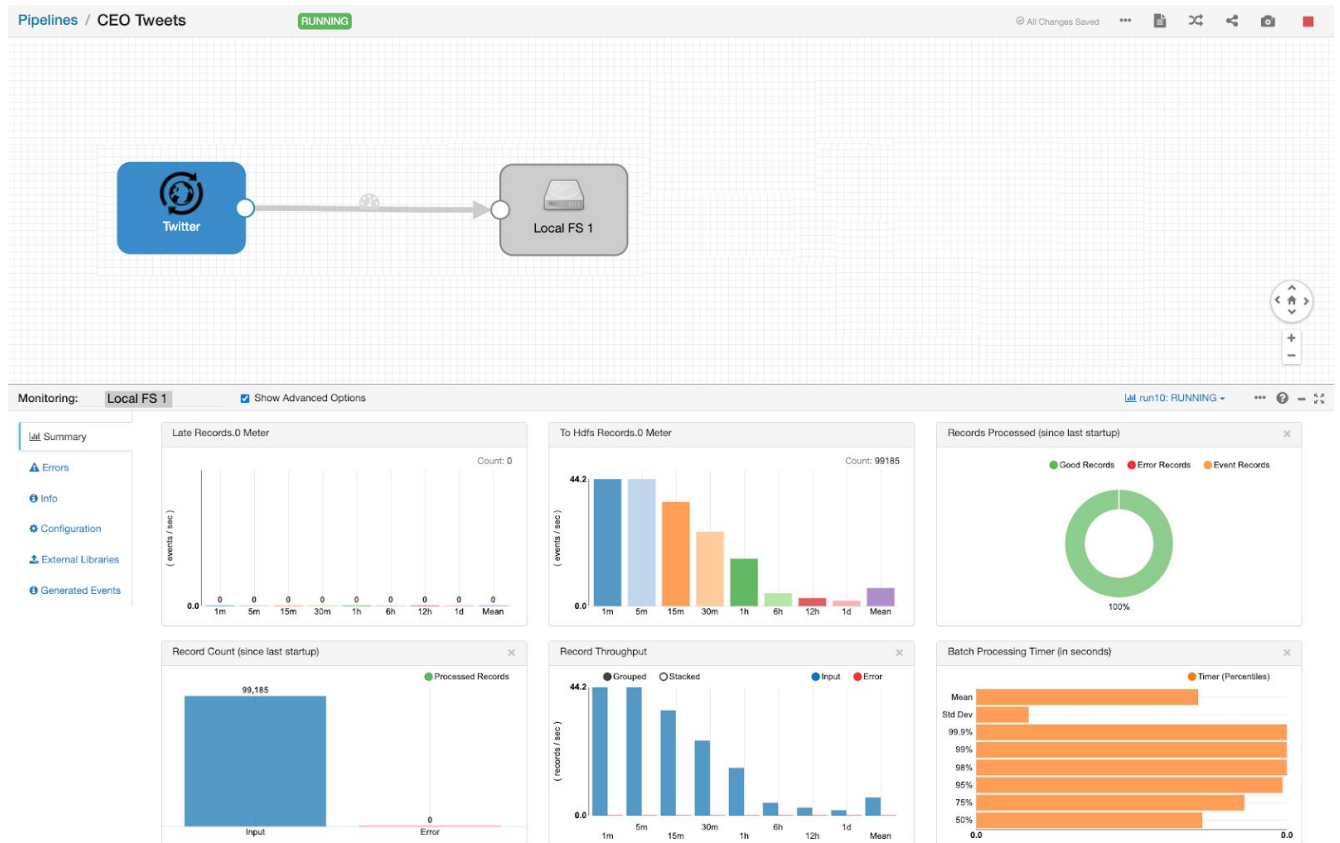 Pipelines / CEO Tweets RUNNING All Changes Saved
Twitter
Local FS 1
Monitoring: Local FS 1 Show Advanced Options run10: RUNNING
Summary
Errors
Info
Configuration
External Libraries
Generated Events
Late Records.0 Meter
Count: 0
( events / sec )
0 0 0 0 0 0 0 0 0
0.0
1m 5m 15m 30m 1h 6h 12h 1d Mean
To Hdfs Records.0 Meter
Count: 99185
44.2
( events / sec )
0.0
1m 5m 15m 30m 1h 6h 12h 1d Mean
Records Processed (since last startup)
Good Records Error Records Event Records
100%
Record Count (since last startup)
Processed Records
99,185
0
Input Error
Record Throughput
Grouped Stacked Input Error
44.2
( records / sec )
0.0
1m 5m 15m 30m 1h 6h 12h 1d Mean
Batch Processing Timer (in seconds)
Timer (Percentiles)
Mean
Std Dev
99.9%
99%
98%
95%
75%
50%
0.0 0.0